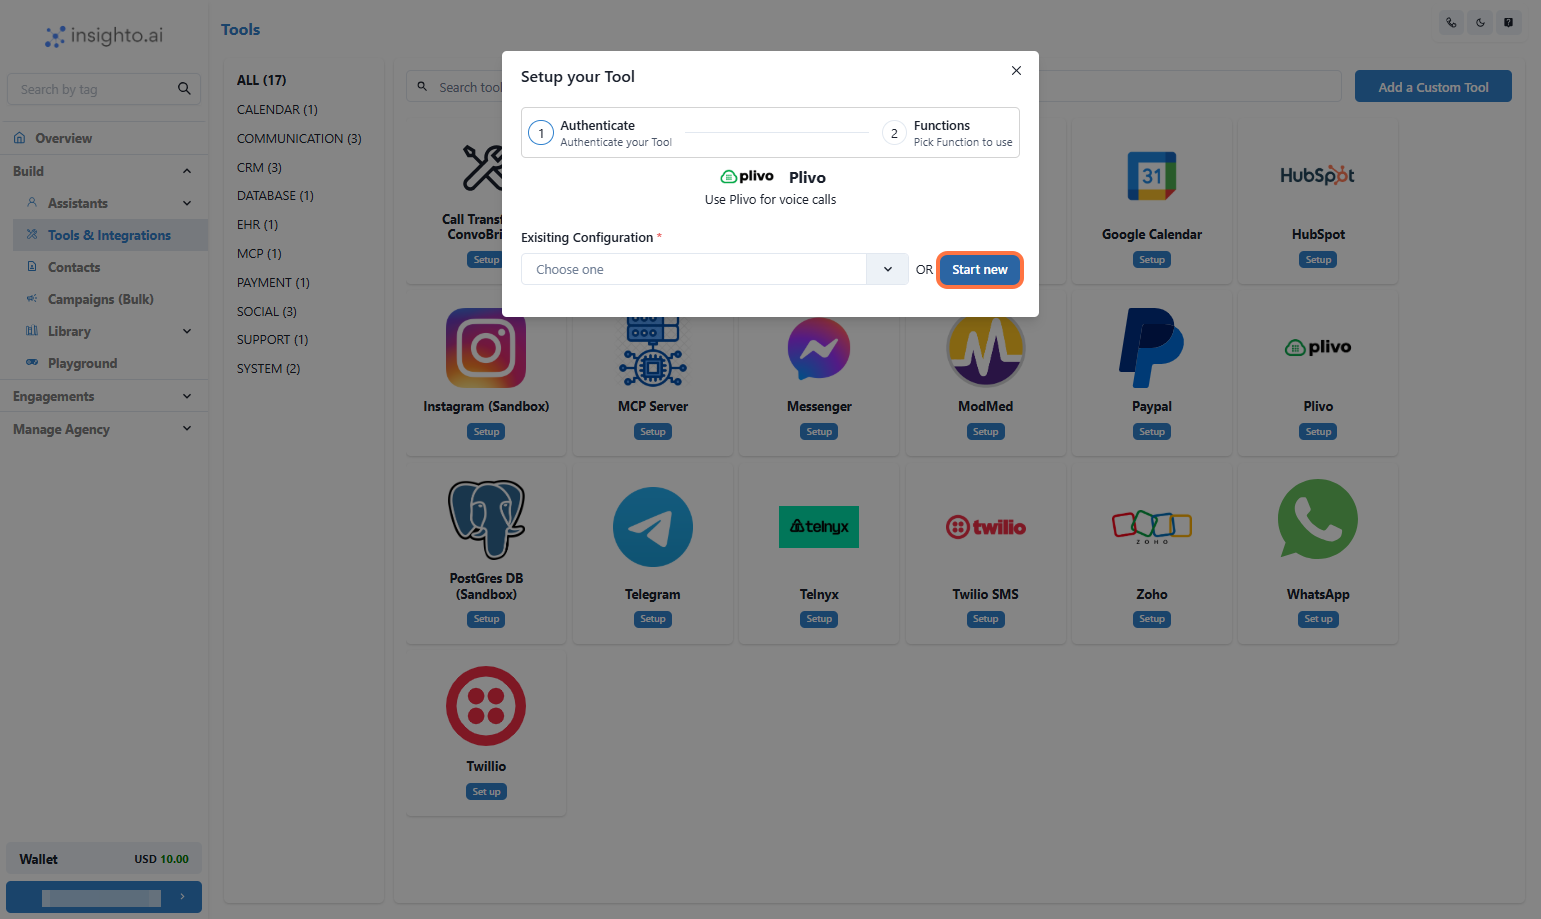 insighto.ai
Search by tag
Overview
Build
Assistants
Tools & Integrations
Contacts
Campaigns (Bulk)
Library
Playground
Engagements
Manage Agency
Wallet
USD 10.00
Tools
ALL (17)
CALENDAR (1)
COMMUNICATION (3)
CRM (3)
DATABASE (1)
EHR (1)
MCP (1)
PAYMENT (1)
SOCIAL (3)
SUPPORT (1)
SYSTEM (2)
Search tool
Add a Custom Tool
Setup your Tool
1
Authenticate
Authenticate your Tool
2
Functions
Pick Function to use
plivo Plivo
Use Plivo for voice calls
Exisiting Configuration *
Choose one
OR
Start new
Call Transf
ConvoBri
Setup
31
Google Calendar
Setup
HubSpot
HubSpot
Setup
Instagram (Sandbox)
Setup
MCP Server
Setup
Messenger
Setup
ModMed
Setup
Paypal
Setup
plivo
Plivo
Setup
PostGres DB
(Sandbox)
Setup
Telegram
Setup
telnyx
Telnyx
Setup
twilio
Twilio SMS
Setup
ZOHO
Zoho
Setup
WhatsApp
Set up
Twillio
Set up